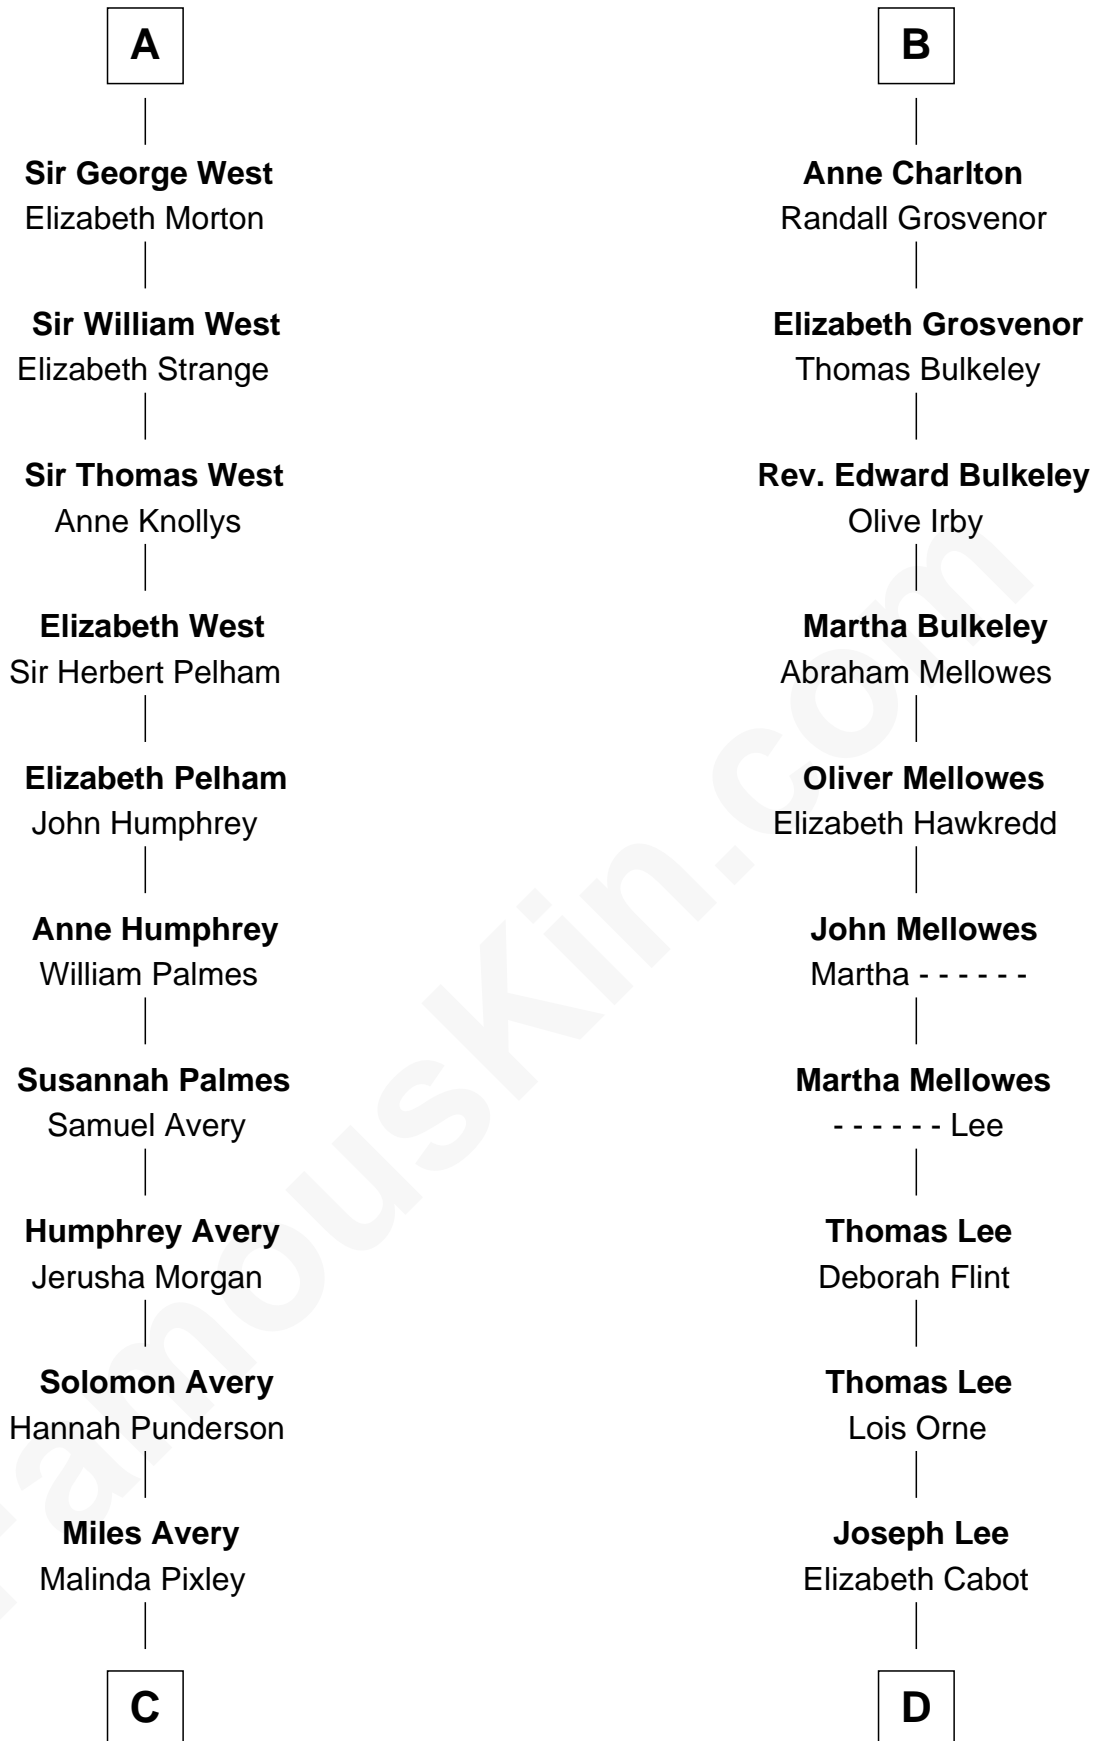 A
Sir George West
Elizabeth Morton
Sir William West
Elizabeth Strange
Sir Thomas West
Anne Knollys
Elizabeth West
Sir Herbert Pelham
Elizabeth Pelham
John Humphrey
Anne Humphrey
William Palmes
Susannah Palmes
Samuel Avery
Humphrey Avery
Jerusha Morgan
Solomon Avery
Hannah Punderson
Miles Avery
Malinda Pixley
C
B
Anne Charlton
Randall Grosvenor
Elizabeth Grosvenor
Thomas Bulkeley
Rev. Edward Bulkeley
Olive Irby
Martha Bulkeley
Abraham Mellowes
Oliver Mellowes
Elizabeth Hawkredd
John Mellowes
Martha - - - - - -
Martha Mellowes
- - - - - - Lee
Thomas Lee
Deborah Flint
Thomas Lee
Lois Orne
Joseph Lee
Elizabeth Cabot
D
FamousKin.com